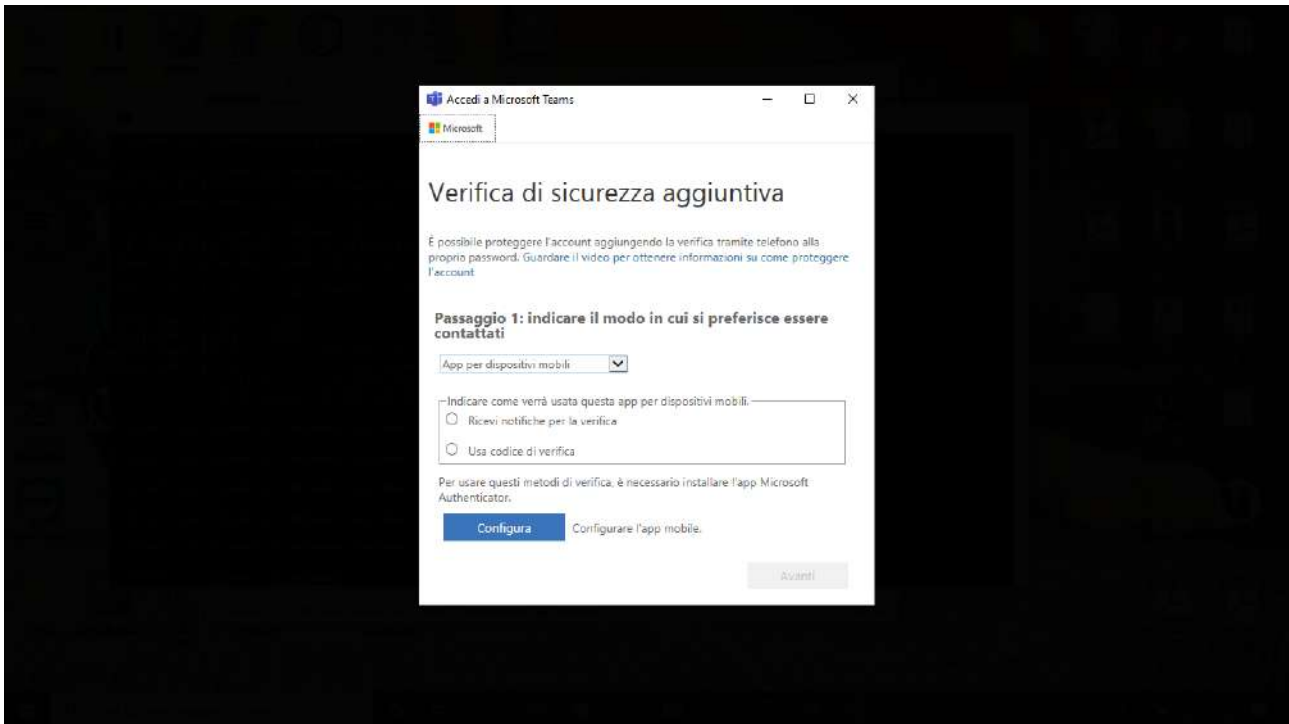 Accedi a Microsoft Teams
Microsoft
Verifica di sicurezza aggiuntiva
È possibile proteggere l'account aggiungendo la verifica tramite telefono alla
propria password. Guardare il video per ottenere informazioni su come proteggere
l'account
Passaggio 1: indicare il modo in cui si preferisce essere
contattati
App per dispositivi mobili
Indicare come verrà usata questa app per dispositivi mobili.
Ricevi notifiche per la verifica
Usa codice di verifica
Per usare questi metodi di verifica, è necessario installare l'app Microsoft
Authenticator.
Configura Configurare l'app mobile.
Avanti